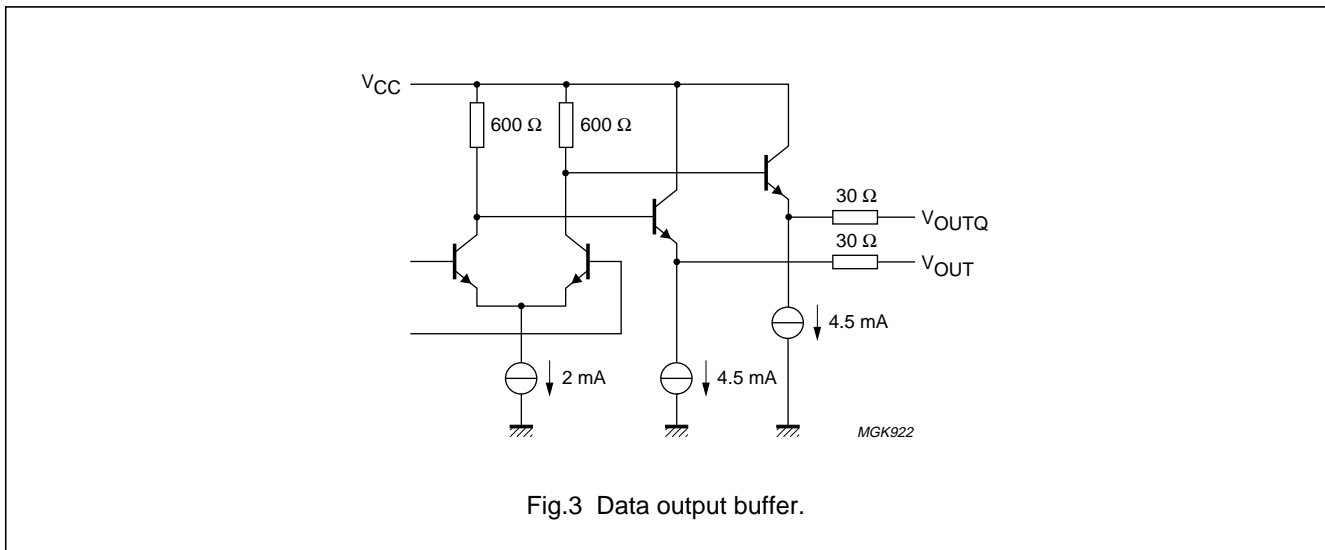 VCC
600 Ω 600 Ω
30 Ω
VOUTQ
30 Ω
VOUT
4.5 mA
2 mA 4.5 mA
MGK922
Fig.3 Data output buffer.